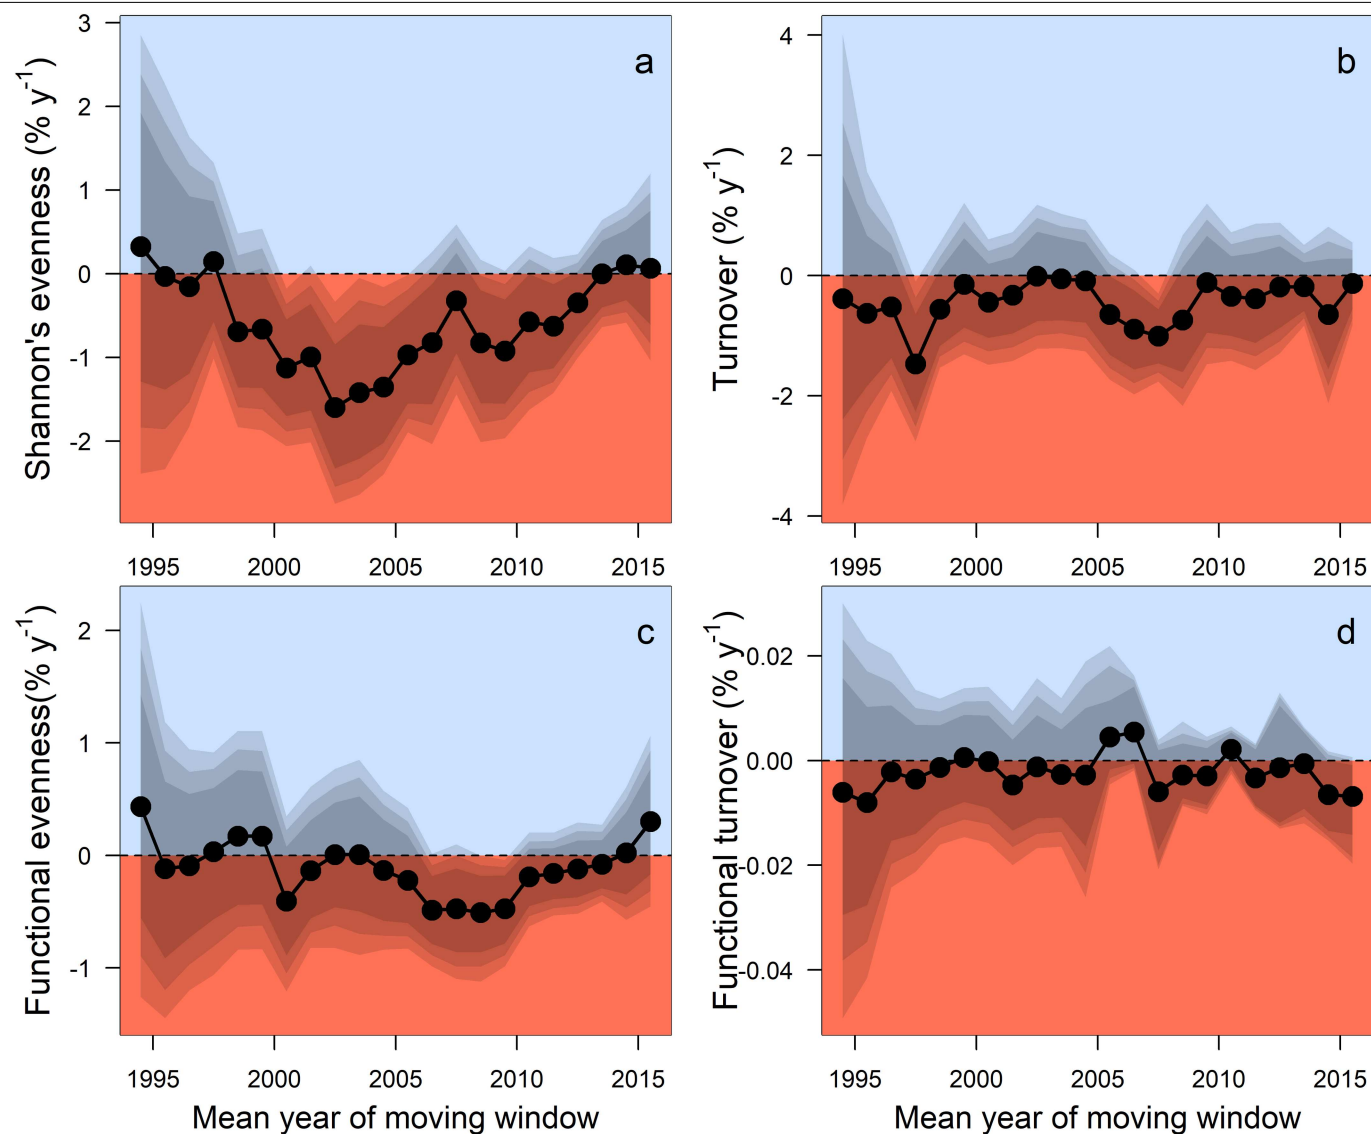 a
Shannon's evenness (% y⁻¹)
3
2
1
0
-1
-2
1995 2000 2005 2010 2015
b
Turnover (% y⁻¹)
4
2
0
-2
-4
1995 2000 2005 2010 2015
c
Functional evenness(% y⁻¹)
2
1
0
-1
1995 2000 2005 2010 2015
Mean year of moving window
d
Functional turnover (% y⁻¹)
0.02
0.00
-0.02
-0.04
1995 2000 2005 2010 2015
Mean year of moving window